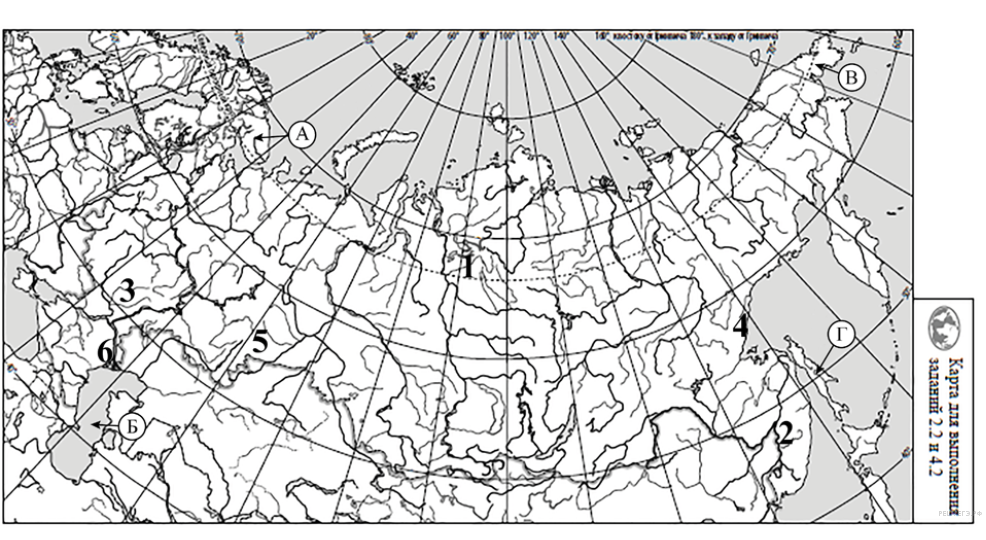 20° 40° 60° 80° 100° 120° 140° 160° к востоку от Гринвича 180° к западу от Гринвича
В
А
1
3
4
Г
5
6
Б
2
Карта для выполнения
заданий 2.2 и 4.2